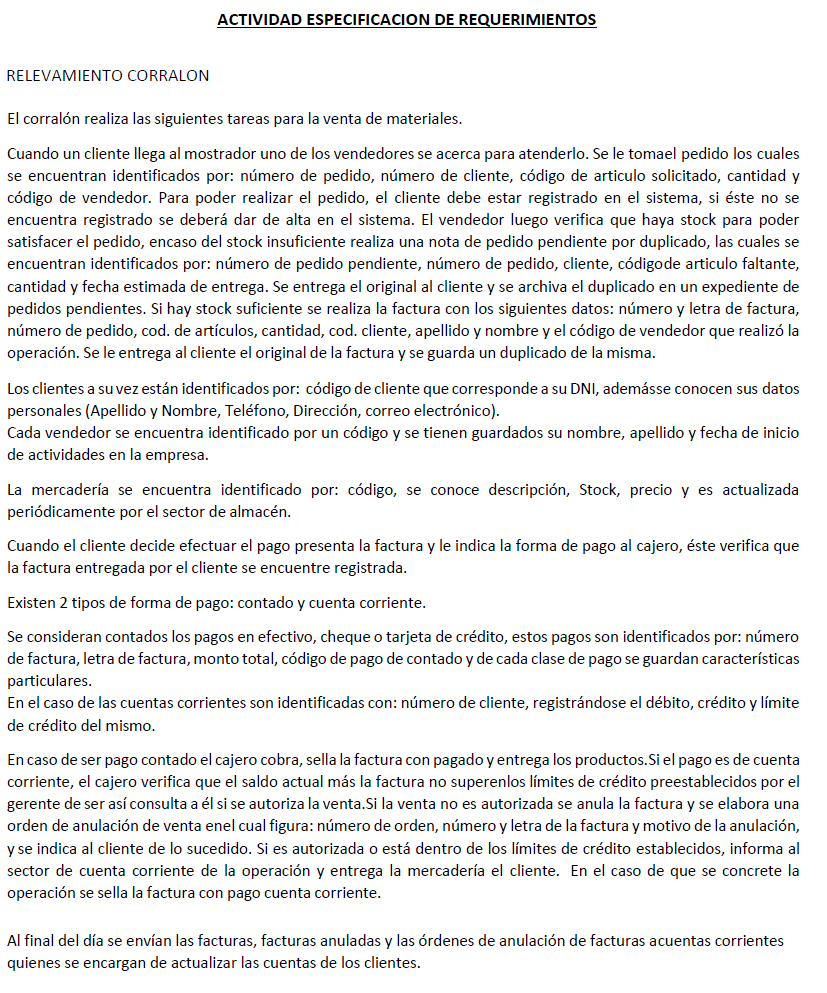 ACTIVIDAD ESPECIFICACION DE REQUERIMIENTOS
RELEVAMIENTO CORRALON
El corralón realiza las siguientes tareas para la venta de materiales.
Cuando un cliente llega al mostrador uno de los vendedores se acerca para atenderlo. Se le tomael pedido los cuales
se encuentran identificados por: número de pedido, número de cliente, código de articulo solicitado, cantidad y
código de vendedor. Para poder realizar el pedido, el cliente debe estar registrado en el sistema, si éste no se
encuentra registrado se deberá dar de alta en el sistema. El vendedor luego verifica que haya stock para poder
satisfacer el pedido, encaso del stock insuficiente realiza una nota de pedido pendiente por duplicado, las cuales se
encuentran identificados por: número de pedido pendiente, número de pedido, cliente, códigode articulo faltante,
cantidad y fecha estimada de entrega. Se entrega el original al cliente y se archiva el duplicado en un expediente de
pedidos pendientes. Si hay stock suficiente se realiza la factura con los siguientes datos: número y letra de factura,
número de pedido, cod. de artículos, cantidad, cod. cliente, apellido y nombre y el código de vendedor que realizó la
operación. Se le entrega al cliente el original de la factura y se guarda un duplicado de la misma.
Los clientes a su vez están identificados por: código de cliente que corresponde a su DNI, ademásse conocen sus datos
personales (Apellido y Nombre, Teléfono, Dirección, correo electrónico).
Cada vendedor se encuentra identificado por un código y se tienen guardados su nombre, apellido y fecha de inicio
de actividades en la empresa.
La mercadería se encuentra identificado por: código, se conoce descripción, Stock, precio y es actualizada
periódicamente por el sector de almacén.
Cuando el cliente decide efectuar el pago presenta la factura y le indica la forma de pago al cajero, éste verifica que
la factura entregada por el cliente se encuentre registrada.
Existen 2 tipos de forma de pago: contado y cuenta corriente.
Se consideran contados los pagos en efectivo, cheque o tarjeta de crédito, estos pagos son identificados por: número
de factura, letra de factura, monto total, código de pago de contado y de cada clase de pago se guardan características
particulares.
En el caso de las cuentas corrientes son identificadas con: número de cliente, registrándose el débito, crédito y límite
de crédito del mismo.
En caso de ser pago contado el cajero cobra, sella la factura con pagado y entrega los productos.Si el pago es de cuenta
corriente, el cajero verifica que el saldo actual más la factura no superenlos límites de crédito preestablecidos por el
gerente de ser así consulta a él si se autoriza la venta.Si la venta no es autorizada se anula la factura y se elabora una
orden de anulación de venta enel cual figura: número de orden, número y letra de la factura y motivo de la anulación,
y se indica al cliente de lo sucedido. Si es autorizada o está dentro de los límites de crédito establecidos, informa al
sector de cuenta corriente de la operación y entrega la mercadería el cliente. En el caso de que se concrete la
operación se sella la factura con pago cuenta corriente.
Al final del día se envían las facturas, facturas anuladas y las órdenes de anulación de facturas acuentas corrientes
quienes se encargan de actualizar las cuentas de los clientes.